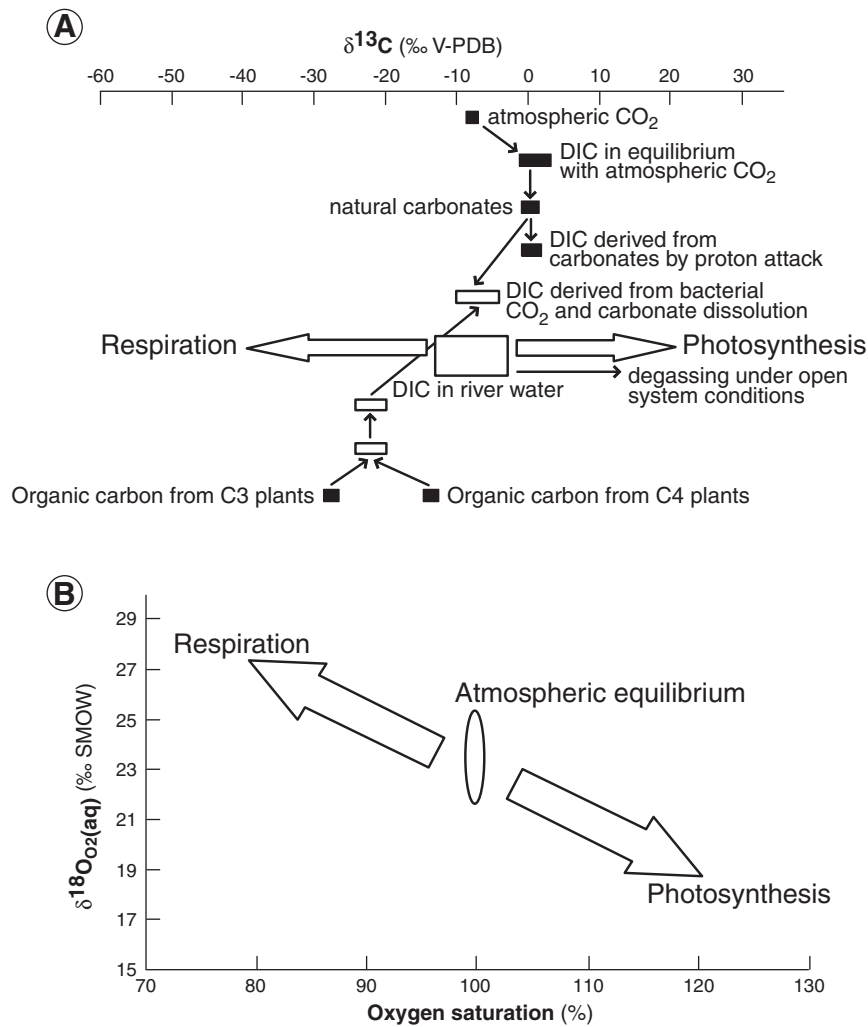 A
δ13C (‰ V-PDB)
-60 -50 -40 -30 -20 -10 0 10 20 30
atmospheric CO2
DIC in equilibrium
with atmospheric CO2
natural carbonates
DIC derived from
carbonates by proton attack
DIC derived from bacterial
CO2 and carbonate dissolution
Respiration
Photosynthesis
degassing under open
system conditions
DIC in river water
Organic carbon from C3 plants
Organic carbon from C4 plants
B
29
27
25
23
21
19
17
15
δ18OO2(aq) (‰ SMOW)
Respiration
Atmospheric equilibrium
Photosynthesis
70 80 90 100 110 120 130
Oxygen saturation (%)